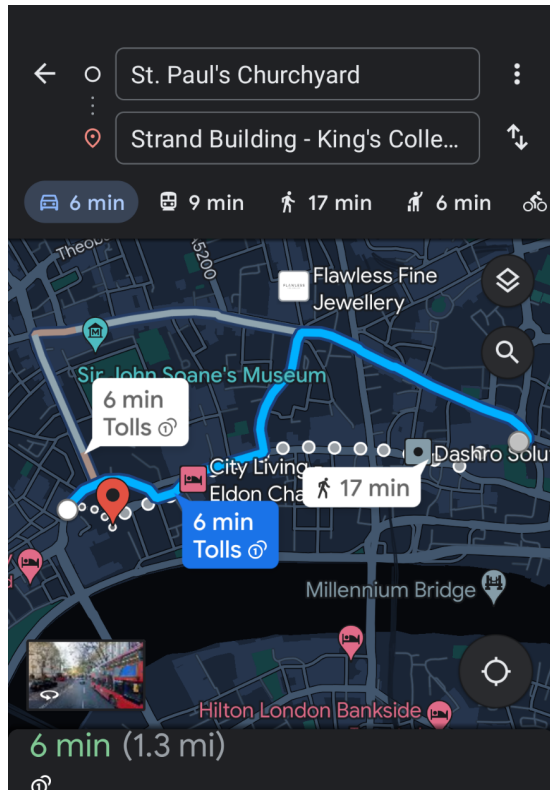 St. Paul's Churchyard
Strand Building - King's Colle...
6 min
9 min
17 min
6 min
Theob
A5200
Flawless Fine
Jewellery
Sir John Soane's Museum
6 min
Tolls
City Living
Eldon Cha
Dashro Solu
17 min
6 min
Tolls
Millennium Bridge
Hilton London Bankside
6 min (1.3 mi)